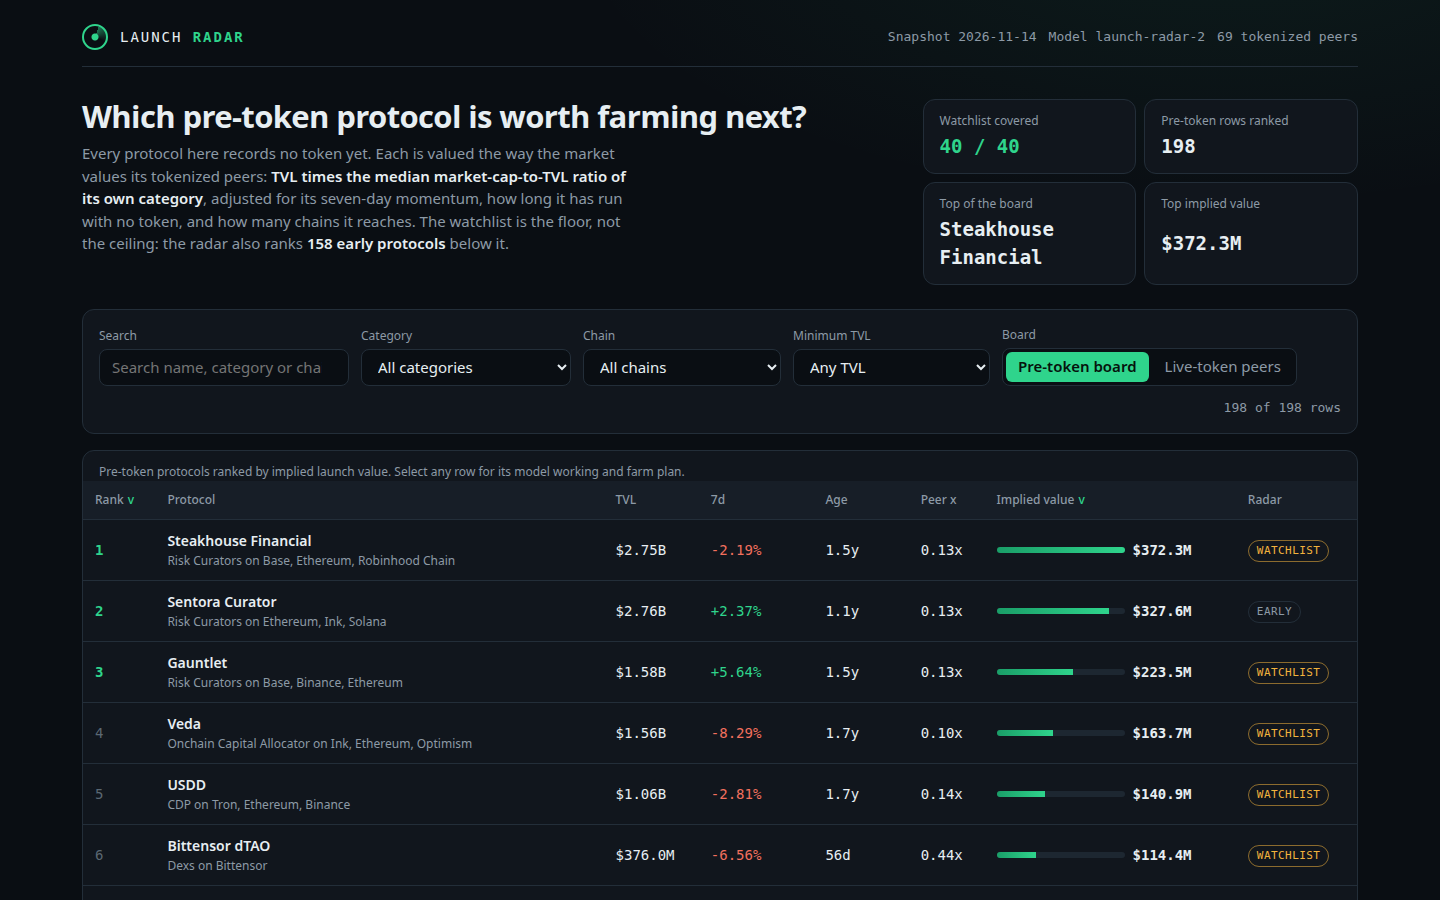 LAUNCH RADAR
Snapshot 2026-11-14 Model launch-radar-2 69 tokenized peers
Which pre-token protocol is worth farming next?
Every protocol here records no token yet. Each is valued the way the market
values its tokenized peers: TVL times the median market-cap-to-TVL ratio of
its own category, adjusted for its seven-day momentum, how long it has run
with no token, and how many chains it reaches. The watchlist is the floor, not
the ceiling: the radar also ranks 158 early protocols below it.
Watchlist covered
40 / 40
Pre-token rows ranked
198
Top of the board
Steakhouse
Financial
Top implied value
$372.3M
Search Category Chain Minimum TVL Board
Search name, category or cha All categories All chains Any TVL Pre-token board Live-token peers
198 of 198 rows
Pre-token protocols ranked by implied launch value. Select any row for its model working and farm plan.
Rank v Protocol TVL 7d Age Peer x Implied value v Radar
1 Steakhouse Financial $2.75B -2.19% 1.5y 0.13x $372.3M WATCHLIST
Risk Curators on Base, Ethereum, Robinhood Chain
2 Sentora Curator $2.76B +2.37% 1.1y 0.13x $327.6M EARLY
Risk Curators on Ethereum, Ink, Solana
3 Gauntlet $1.58B +5.64% 1.5y 0.13x $223.5M WATCHLIST
Risk Curators on Base, Binance, Ethereum
4 Veda $1.56B -8.29% 1.7y 0.10x $163.7M WATCHLIST
Onchain Capital Allocator on Ink, Ethereum, Optimism
5 USDD $1.06B -2.81% 1.7y 0.14x $140.9M WATCHLIST
CDP on Tron, Ethereum, Binance
6 Bittensor dTAO $376.0M -6.56% 56d 0.44x $114.4M WATCHLIST
Dexs on Bittensor